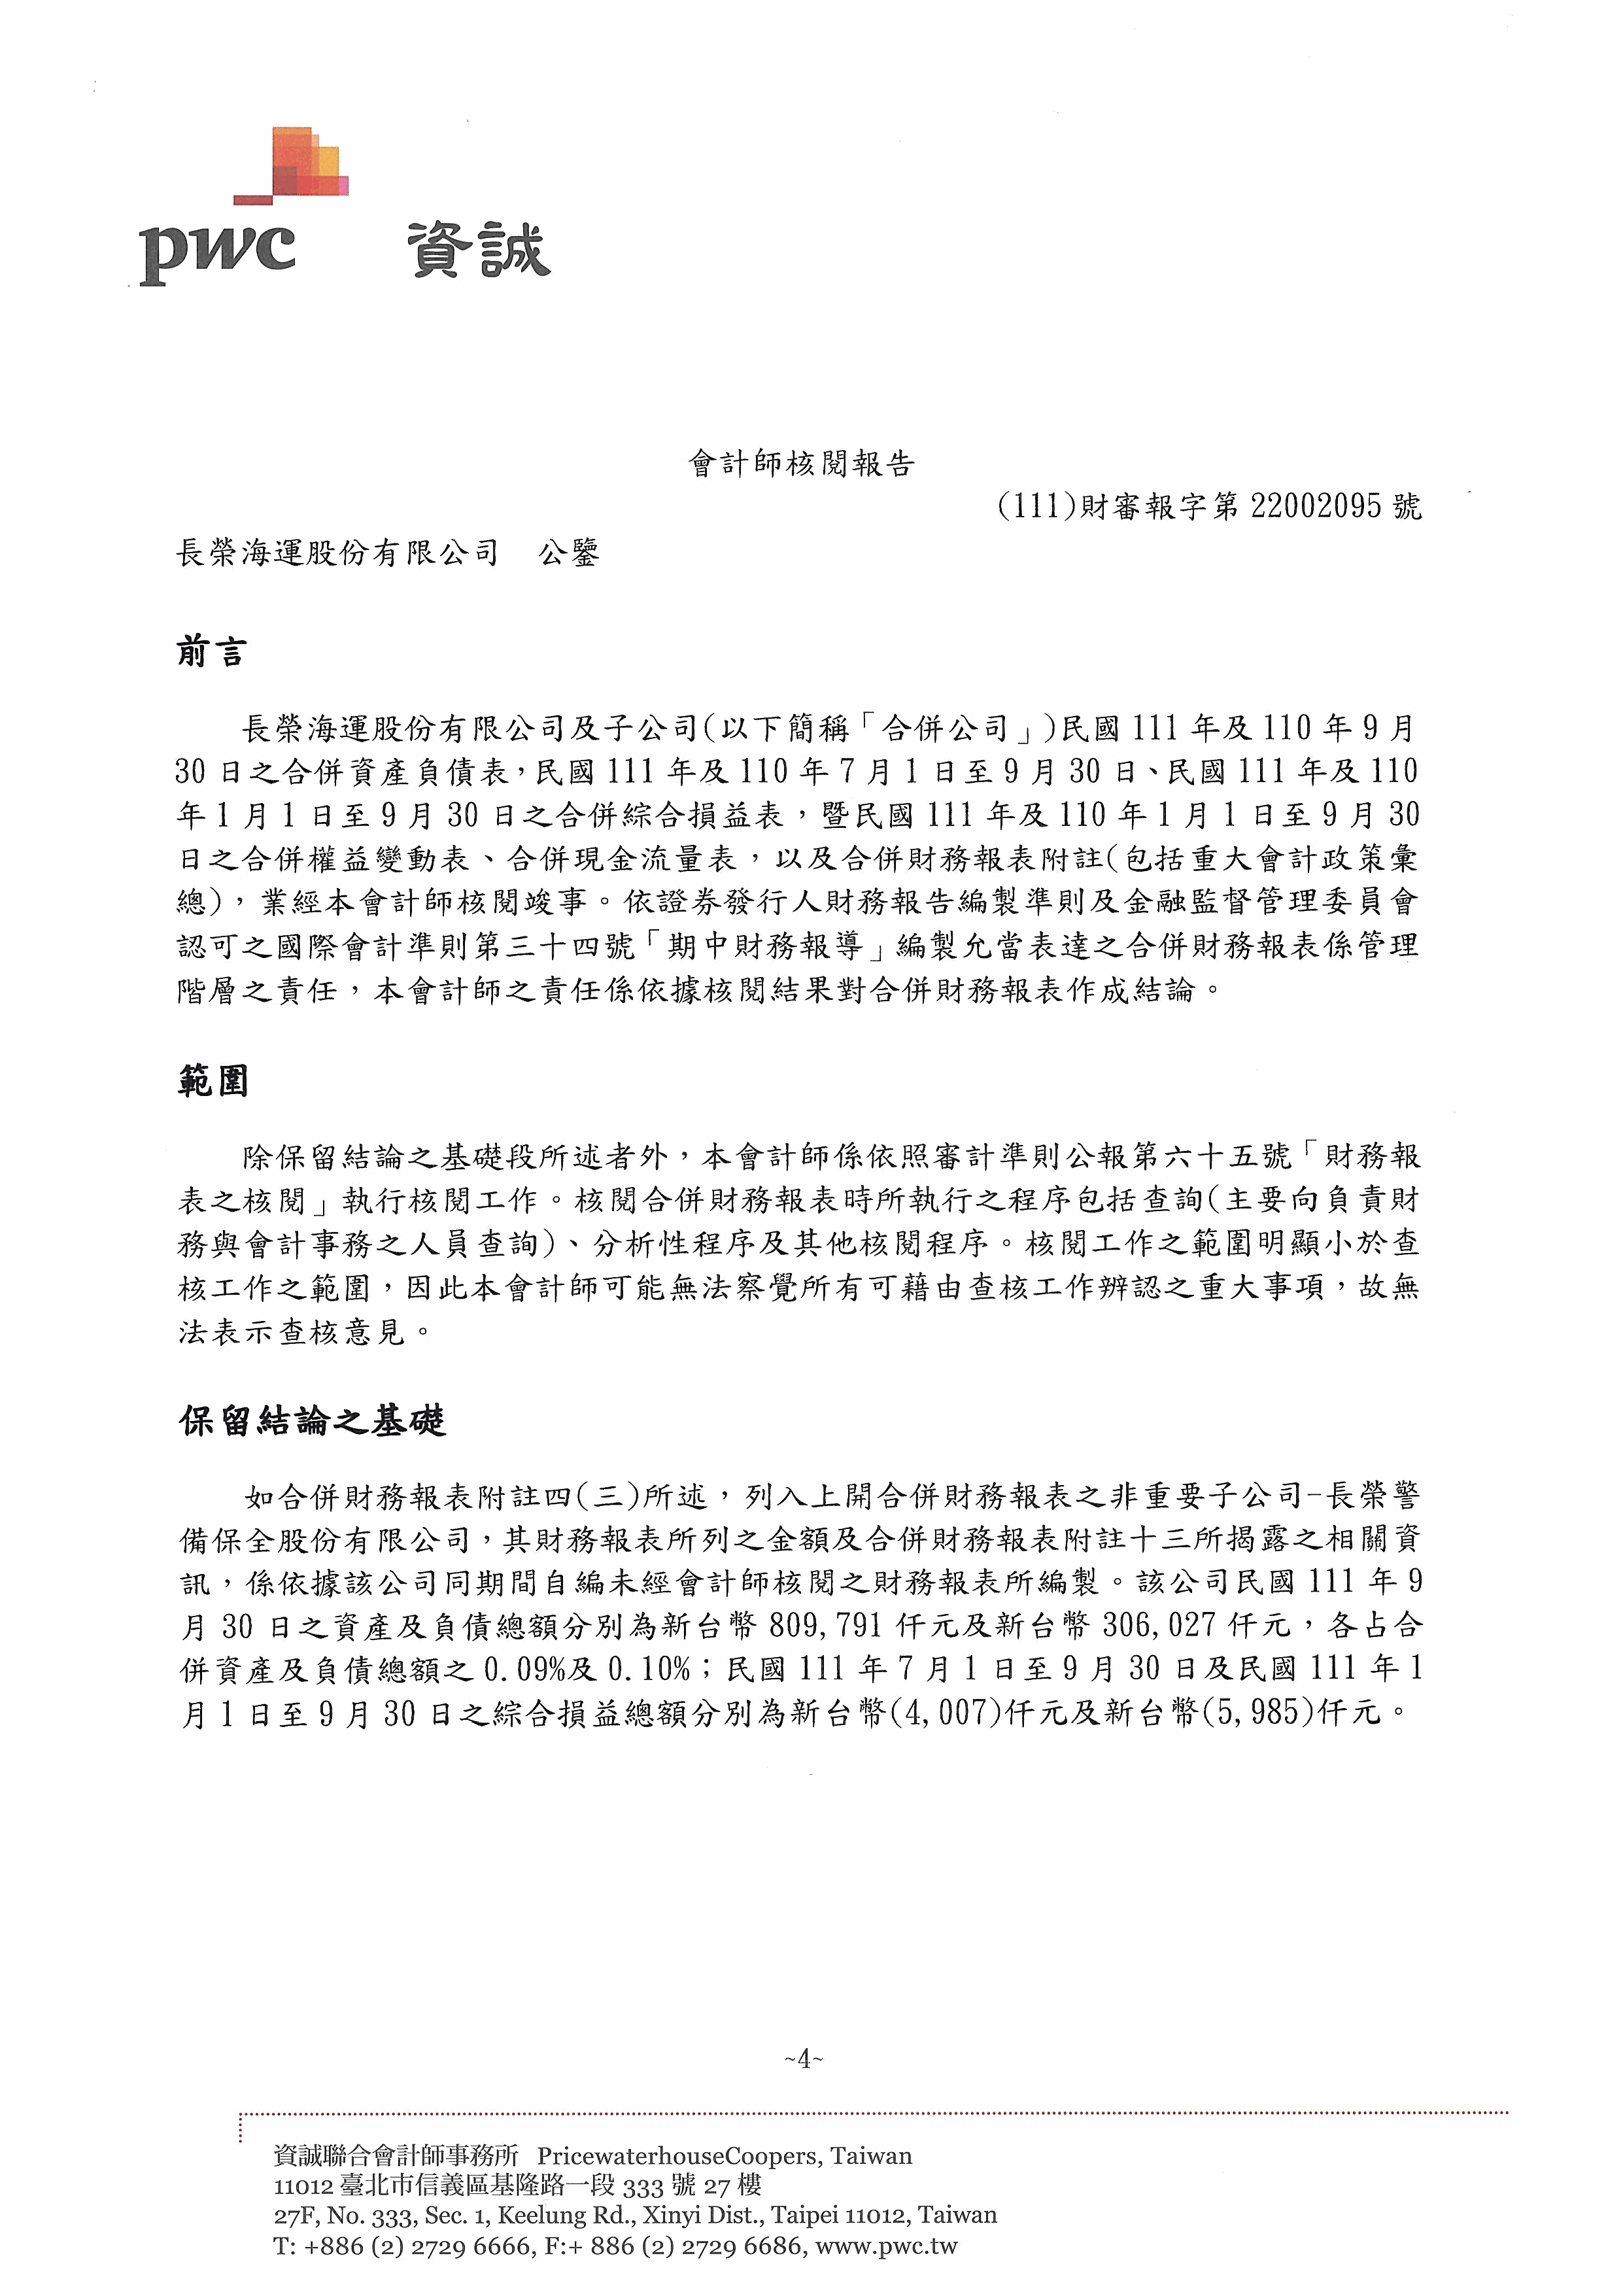 pwc 資誠
會計師核閱報告
(111)財審報字第 22002095 號
長榮海運股份有限公司 公鑒
前言
長榮海運股份有限公司及子公司(以下簡稱「合併公司」)民國 111 年及 110 年 9 月
30 日之合併資產負債表,民國 111 年及 110 年 7 月 1 日至 9 月 30 日、民國 111 年及 110
年 1 月 1 日至 9 月 30 日之合併綜合損益表,暨民國 111 年及 110 年 1 月 1 日至 9 月 30
日之合併權益變動表、合併現金流量表,以及合併財務報表附註(包括重大會計政策彙
總),業經本會計師核閱竣事。依證券發行人財務報告編製準則及金融監督管理委員會
認可之國際會計準則第三十四號「期中財務報導」編製允當表達之合併財務報表係管理
階層之責任,本會計師之責任係依據核閱結果對合併財務報表作成結論。
範圍
除保留結論之基礎段所述者外,本會計師係依照審計準則公報第六十五號「財務報
表之核閱」執行核閱工作。核閱合併財務報表時所執行之程序包括查詢(主要向負責財
務與會計事務之人員查詢)、分析性程序及其他核閱程序。核閱工作之範圍明顯小於查
核工作之範圍,因此本會計師可能無法察覺所有可藉由查核工作辨認之重大事項,故無
法表示查核意見。
保留結論之基礎
如合併財務報表附註四(三)所述,列入上開合併財務報表之非重要子公司-長榮警
備保全股份有限公司,其財務報表所列之金額及合併財務報表附註十三所揭露之相關資
訊,係依據該公司同期間自編未經會計師核閱之財務報表所編製。該公司民國 111 年 9
月 30 日之資產及負債總額分別為新台幣 809,791 仟元及新台幣 306,027 仟元,各占合
併資產及負債總額之 0.09%及 0.10%;民國 111 年 7 月 1 日至 9 月 30 日及民國 111 年 1
月 1 日至 9 月 30 日之綜合損益總額分別為新台幣(4,007)仟元及新台幣(5,985)仟元。
~4~
資誠聯合會計師事務所 PricewaterhouseCoopers, Taiwan
11012 臺北市信義區基隆路一段 333 號 27 樓
27F, No. 333, Sec. 1, Keelung Rd., Xinyi Dist., Taipei 11012, Taiwan
T: +886 (2) 2729 6666, F:+ 886 (2) 2729 6686, www.pwc.tw